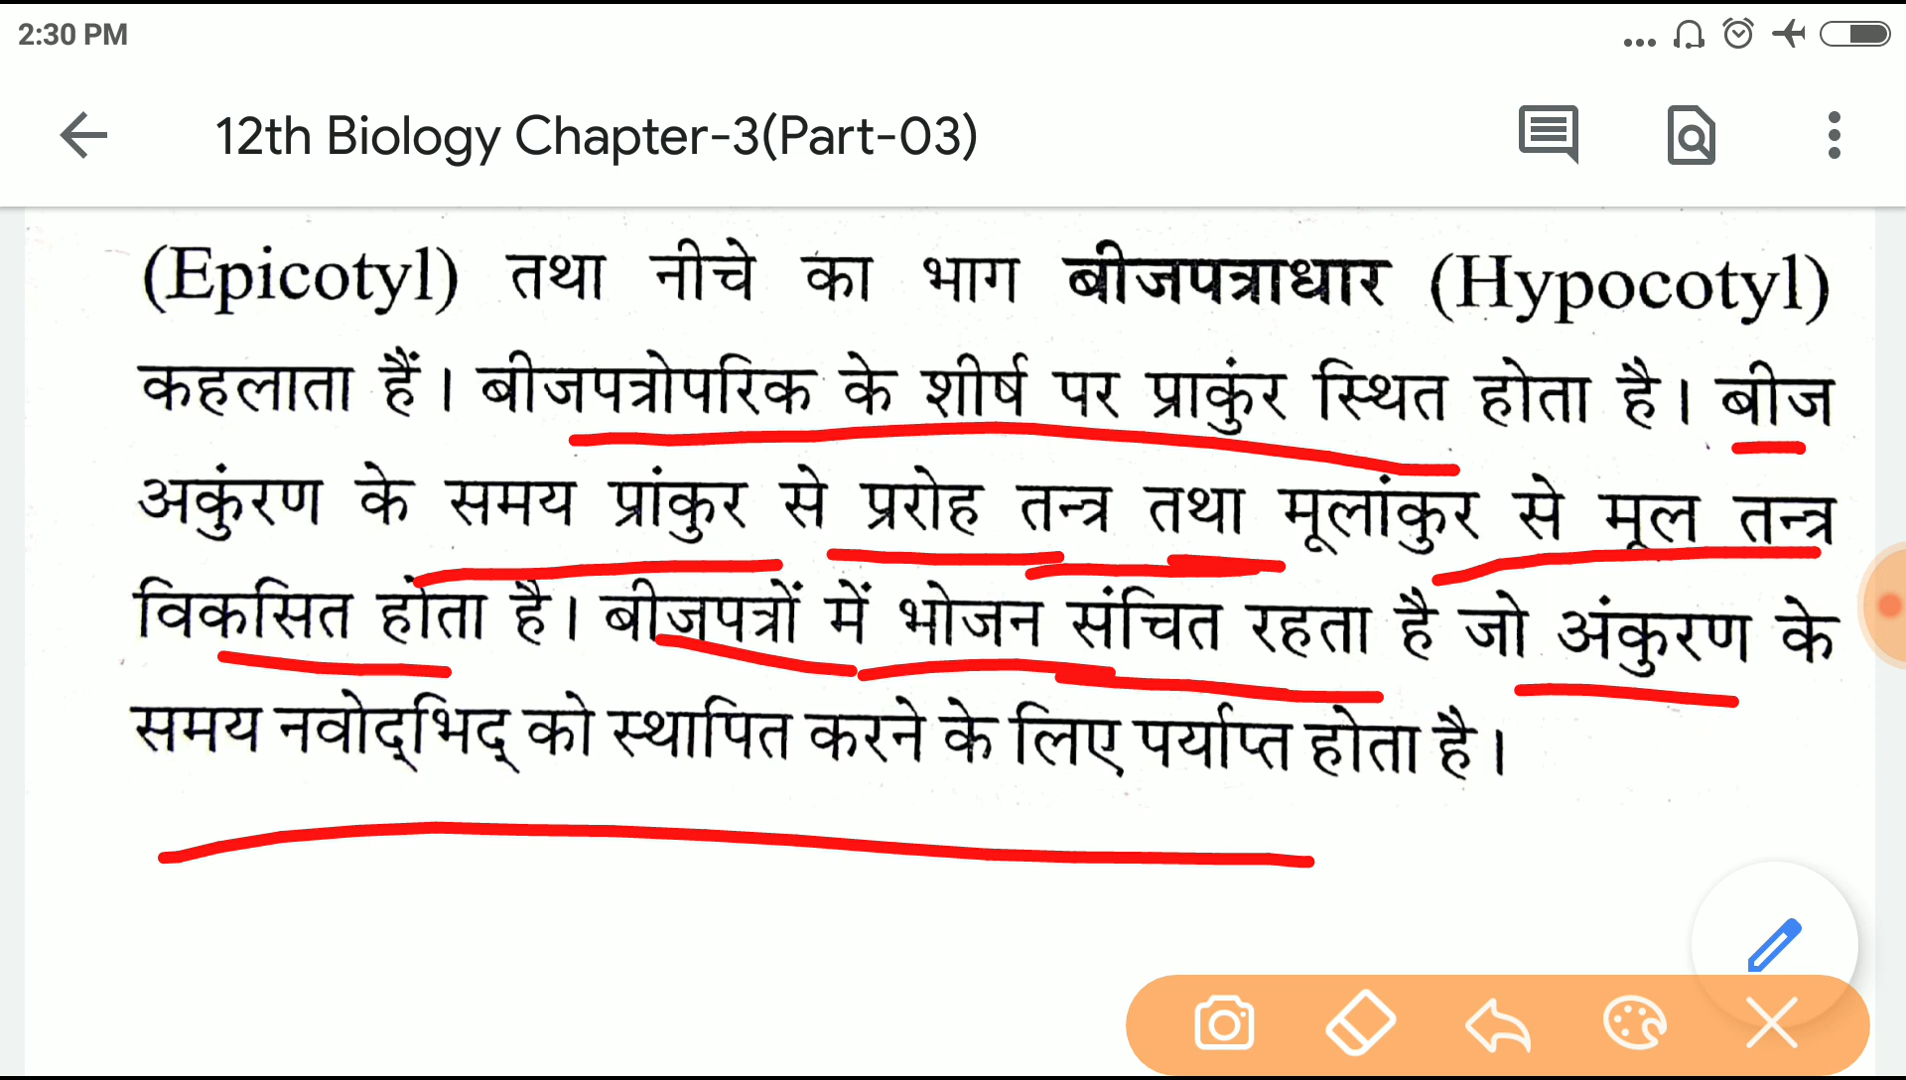 2:30 PM
12th Biology Chapter-3(Part-03)
(Epicotyl) तथा नीचे का भाग बीजपत्राधार (Hypocotyl)
कहलाता हैं। बीजपत्रोपरिक के शीर्ष पर प्राकुंर स्थित होता है। बीज
अकुंरण के समय प्रांकुर से प्ररोह तन्त्र तथा मूलांकुर से मूल तन्त्र
विकसित होता है। बीजपत्रों में भोजन संचित रहता है जो अंकुरण के
समय नवोद्‌भिद् को स्थापित करने के लिए पर्याप्त होता है।